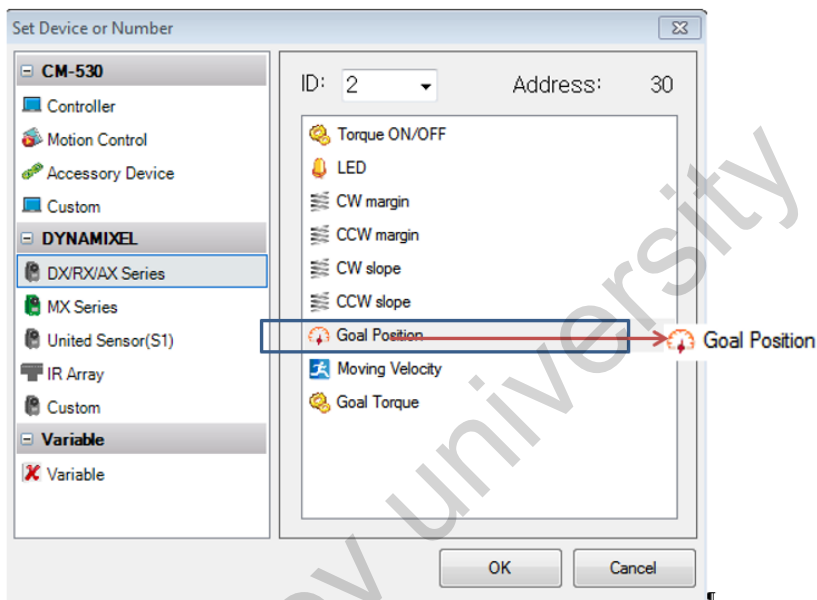 Set Device or Number
CM-530
Controller
Motion Control
Accessory Device
Custom
DYNAMIXEL
DX/RX/AX Series
MX Series
United Sensor(S1)
IR Array
Custom
Variable
Variable
ID: 2 Address: 30
Torque ON/OFF
LED
CW margin
CCW margin
CW slope
CCW slope
Goal Position
Goal Position
Moving Velocity
Goal Torque
OK Cancel
¶
university